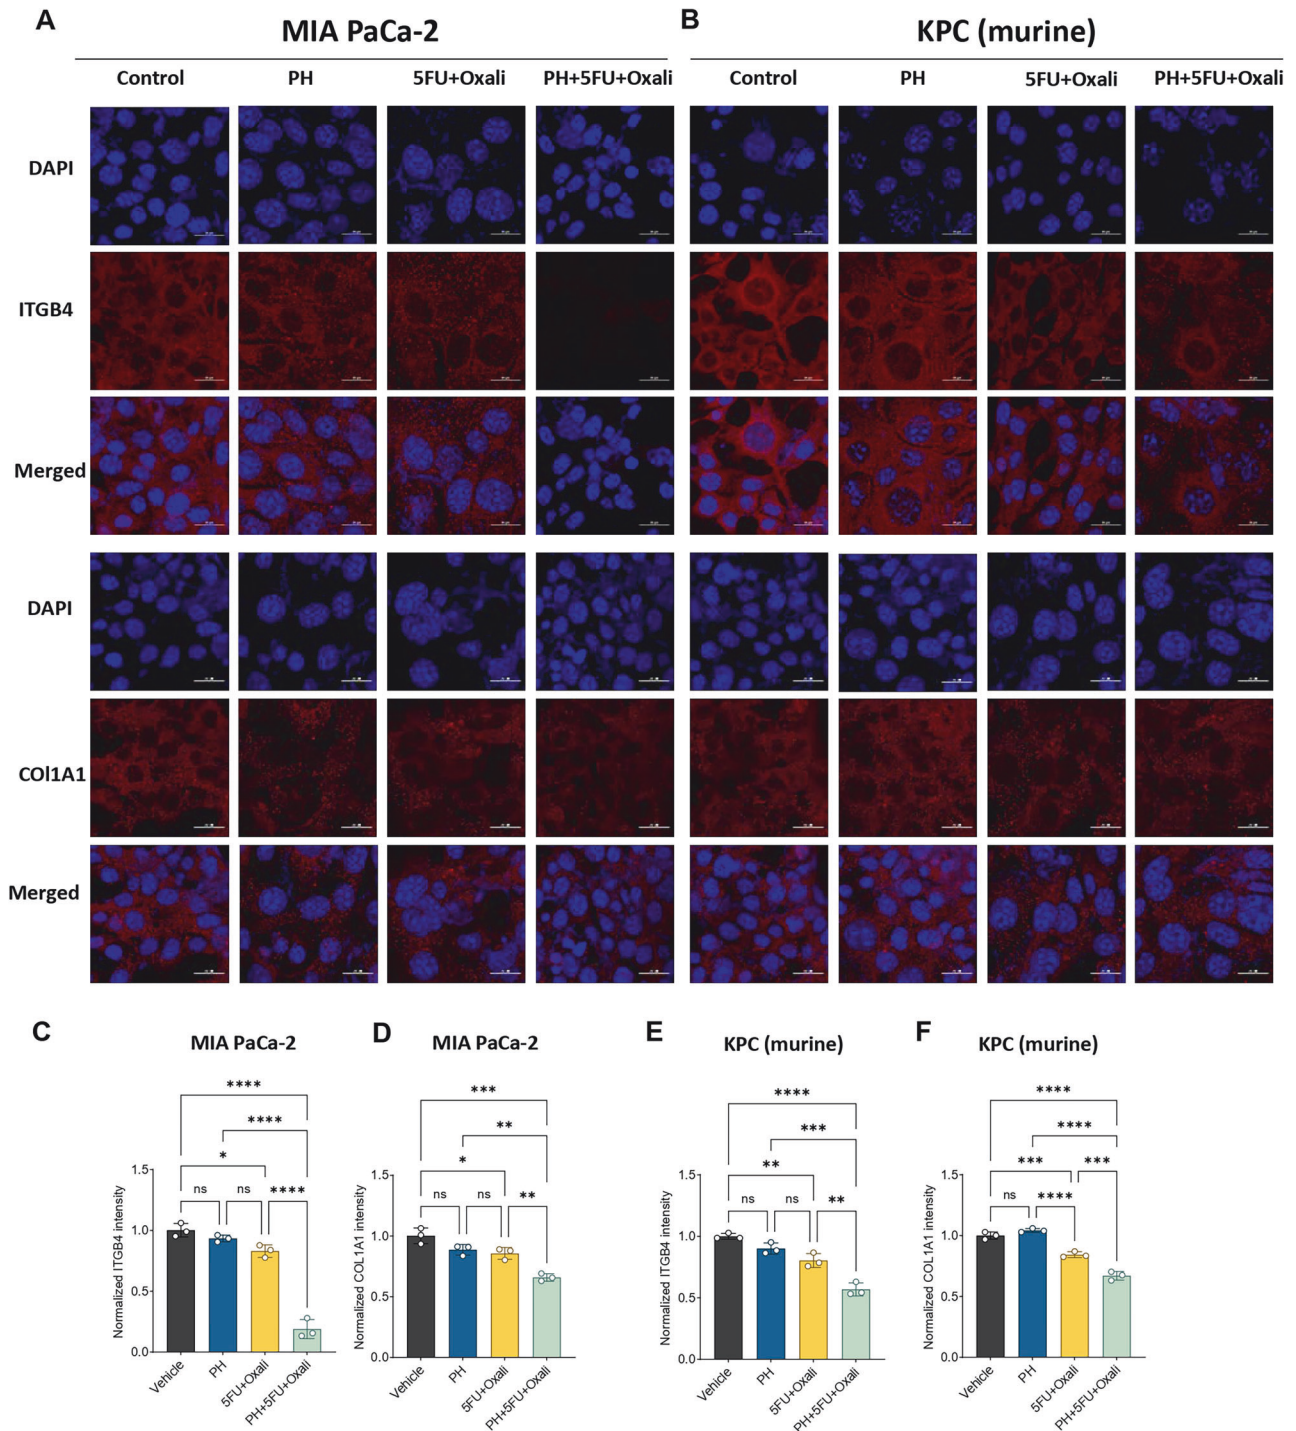 A
MIA PaCa-2
B
KPC (murine)
Control PH 5FU+Oxali PH+5FU+Oxali
Control PH 5FU+Oxali PH+5FU+Oxali
DAPI
ITGB4
Merged
DAPI
COl1A1
Merged
C
MIA PaCa-2
****
****
*
ns ns ****
Normalized ITGB4 intensity
1.5
1.0
0.5
0.0
Vehicle
PH
5FU+Oxali
PH+5FU+Oxali
D
MIA PaCa-2
***
**
*
ns ns **
Normalized COL1A1 intensity
1.5
1.0
0.5
0.0
Vehicle
PH
5FU+Oxali
PH+5FU+Oxali
E
KPC (murine)
****
***
**
ns ns **
Normalized ITGB4 intensity
1.5
1.0
0.5
0.0
Vehicle
PH
5FU+Oxali
PH+5FU+Oxali
F
KPC (murine)
****
****
*** ***
ns ****
Normalized COL1A1 intensity
1.5
1.0
0.5
0.0
Vehicle
PH
5FU+Oxali
PH+5FU+Oxali